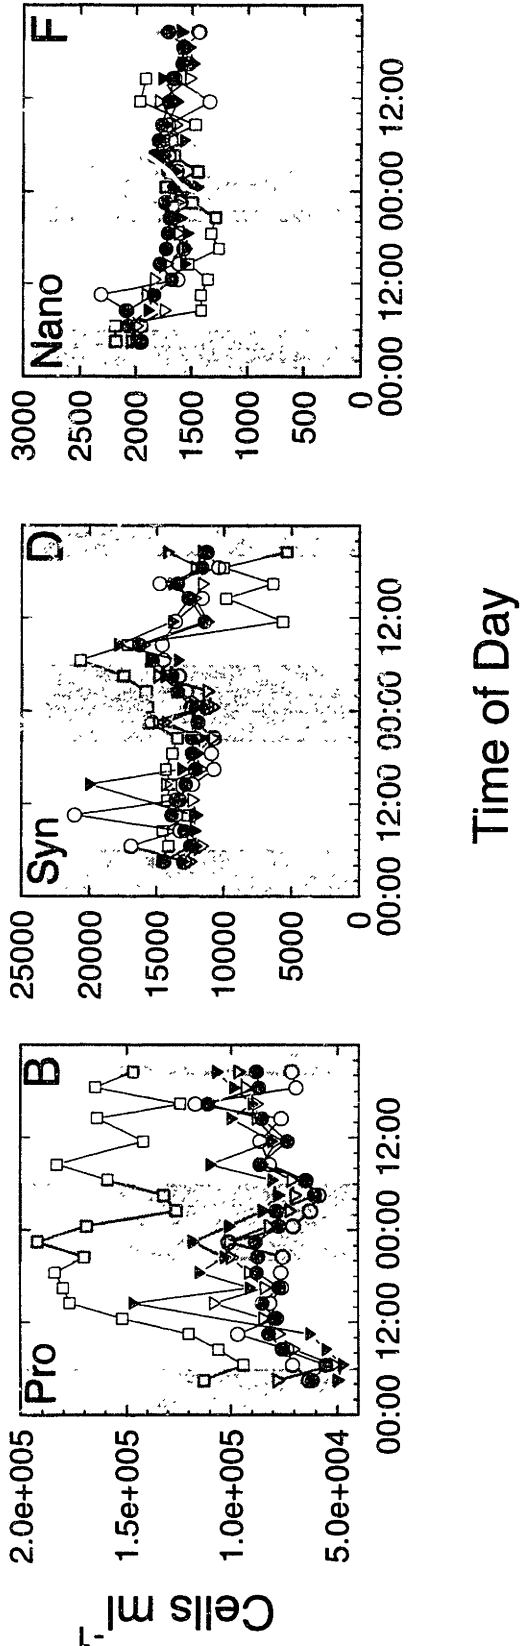 Cells ml⁻¹
Pro
B
2.0e+005
1.5e+005
1.0e+005
5.0e+004
00:00 12:00 00:00 12:00
Syn
D
25000
20000
15000
10000
5000
0
00:00 12:00 00:00 12:00
Nano
F
3000
2500
2000
1500
1000
500
0
00:00 12:00 00:00 12:00
Time of Day